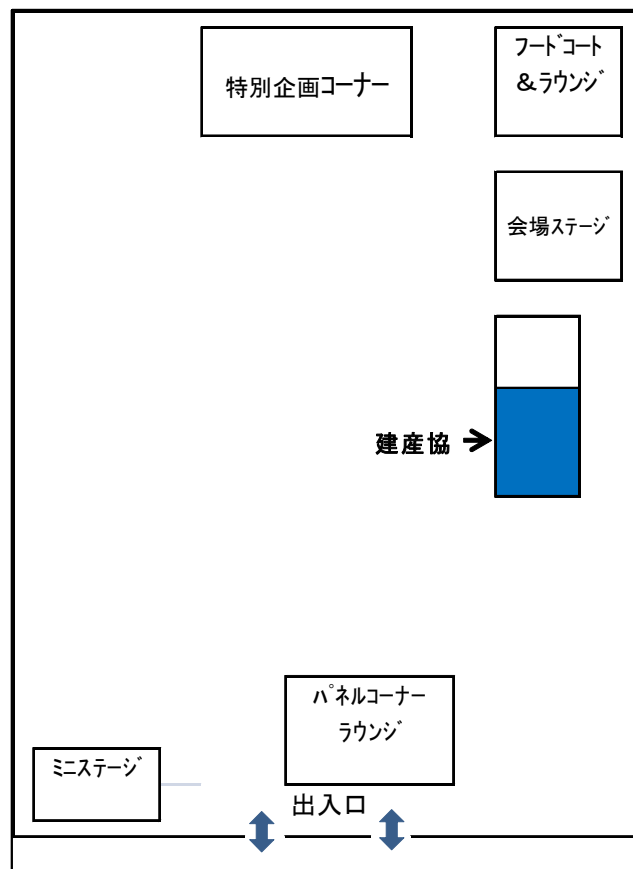 特別企画コーナー
フードコート
＆ラウンジ
会場ステージ
建産協
パネルコーナー
ラウンジ
ミニステージ
出入口